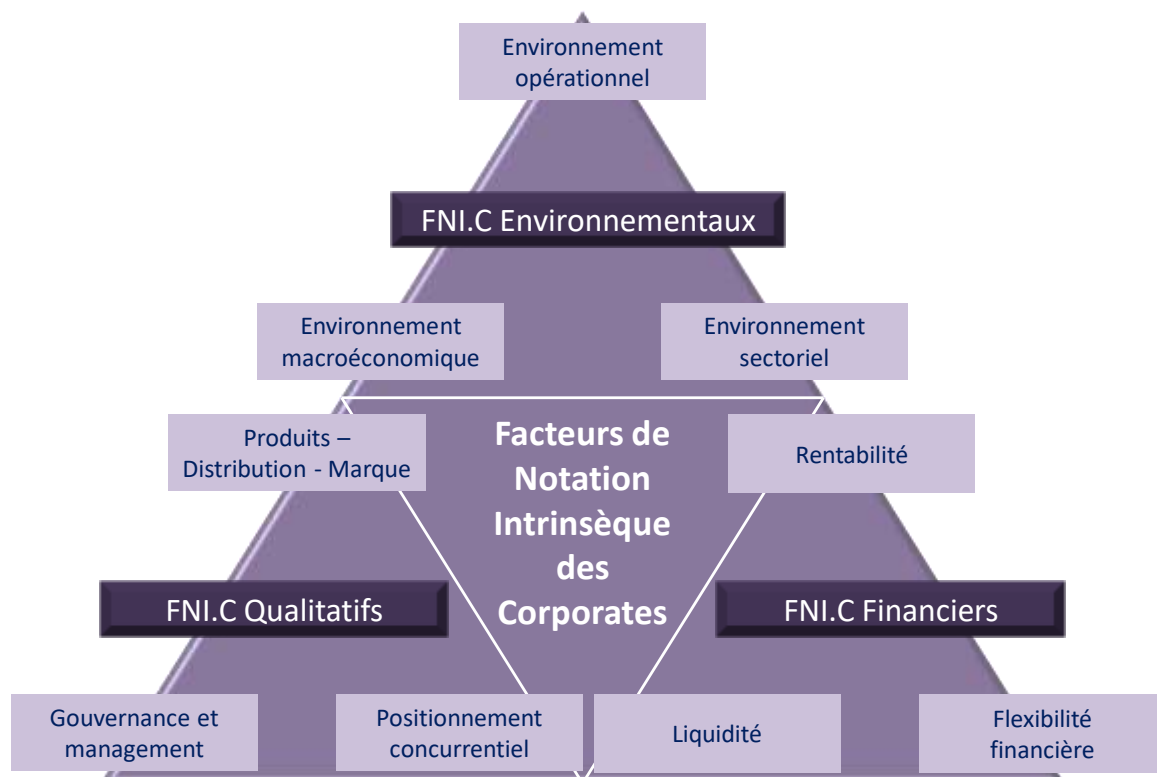 Environnement
opérationnel
FNI.C Environnementaux
Environnement
macroéconomique
Environnement
sectoriel
Produits –
Distribution - Marque
Facteurs de
Notation
Intrinsèque
des
Corporates
Rentabilité
FNI.C Qualitatifs
FNI.C Financiers
Gouvernance et
management
Positionnement
concurrentiel
Liquidité
Flexibilité
financière